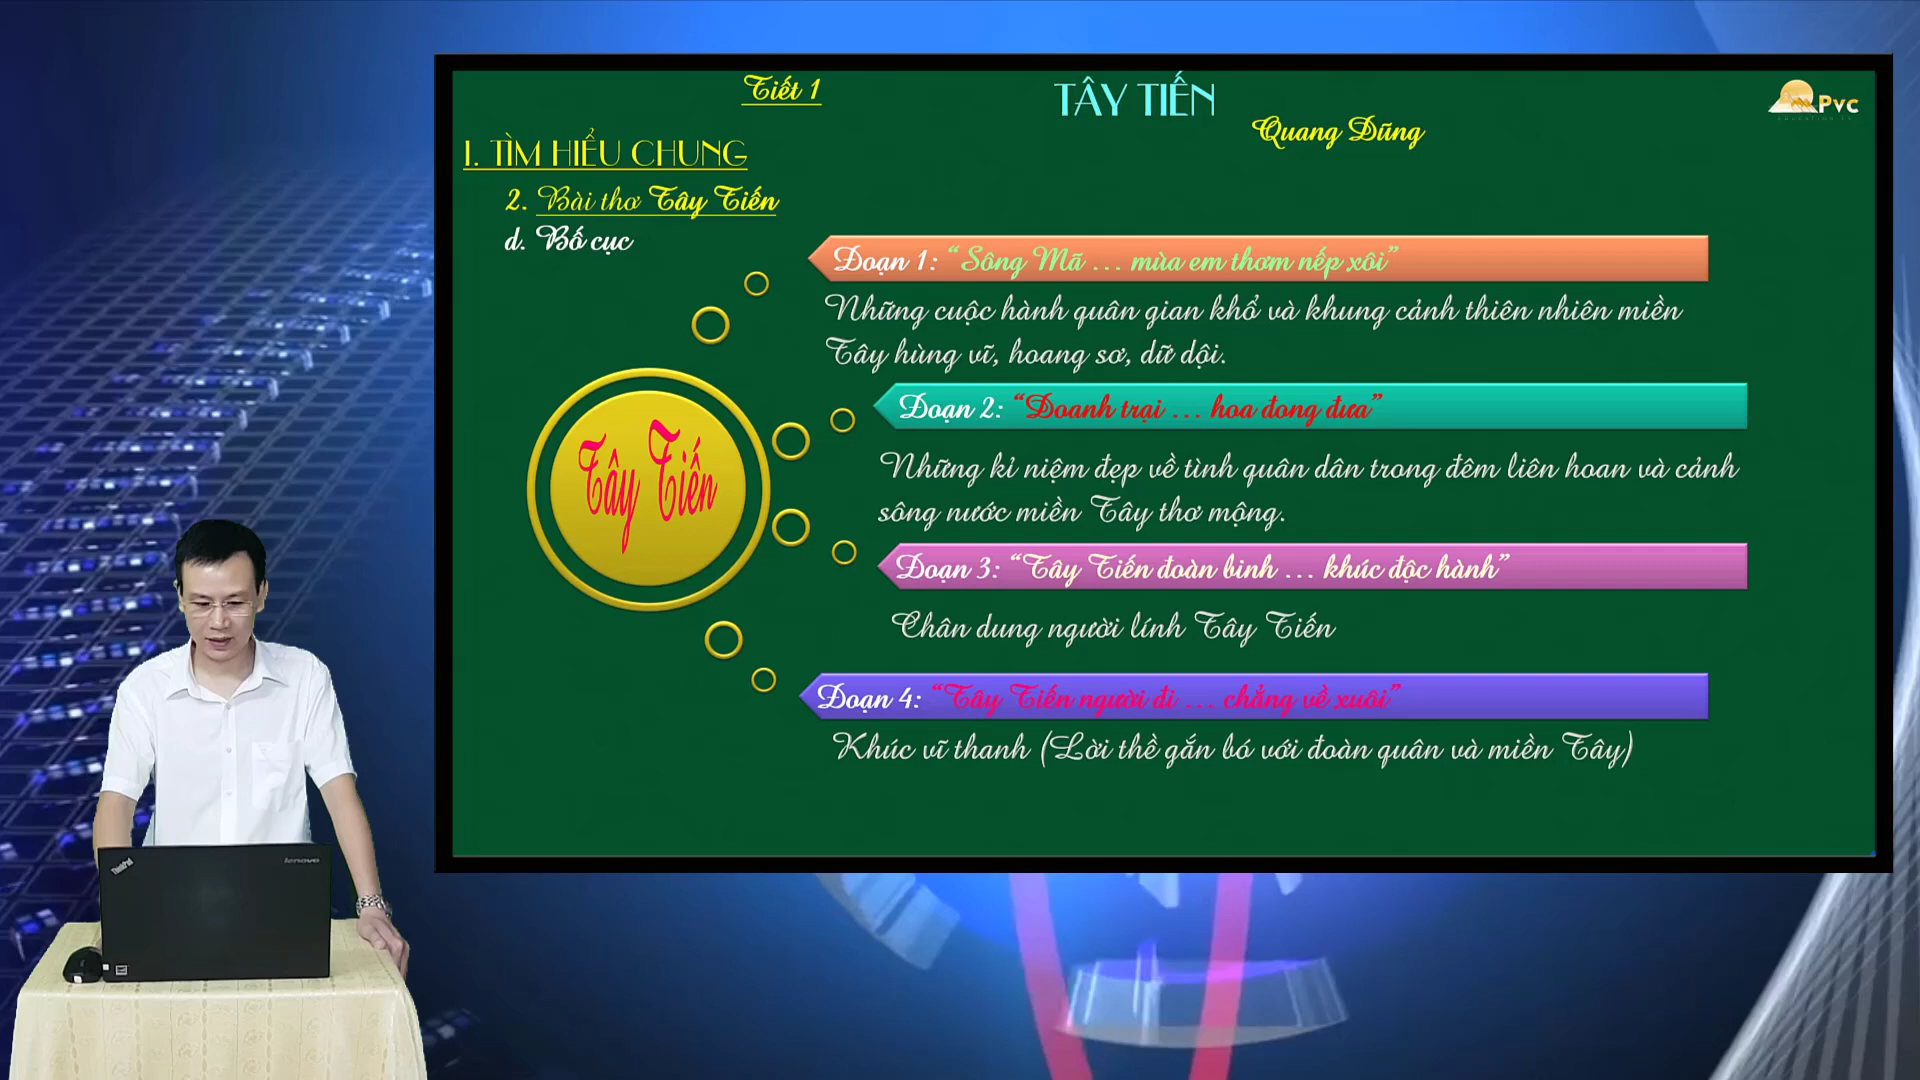 Tiết 1
TÂY TIẾN
Quang Dũng
Pvc
I. TÌM HIỂU CHUNG
2. Bài thơ Tây Tiến
d. Bố cục
Đoạn 1: “Sông Mã … mùa em thơm nếp xôi”
Những cuộc hành quân gian khổ và khung cảnh thiên nhiên miền
Tây hùng vĩ, hoang sơ, dữ dội.
Đoạn 2: “Doanh trại … hoa đong đưa”
Những kỉ niệm đẹp về tình quân dân trong đêm liên hoan và cảnh
sông nước miền Tây thơ mộng.
Tây Tiến
Đoạn 3: “Tây Tiến đoàn binh … khúc độc hành”
Chân dung người lính Tây Tiến
Đoạn 4: “Tây Tiến người đi … chẳng về xuôi”
Khúc vĩ thanh (Lời thề gắn bó với đoàn quân và miền Tây)
ThinkPad
lenovo